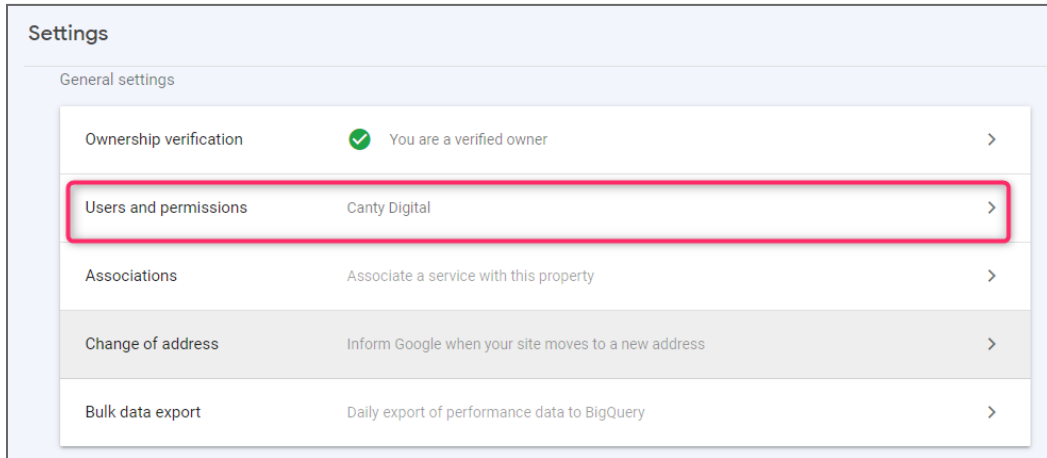 Settings
General settings
Ownership verification You are a verified owner
Users and permissions Canty Digital
Associations Associate a service with this property
Change of address Inform Google when your site moves to a new address
Bulk data export Daily export of performance data to BigQuery